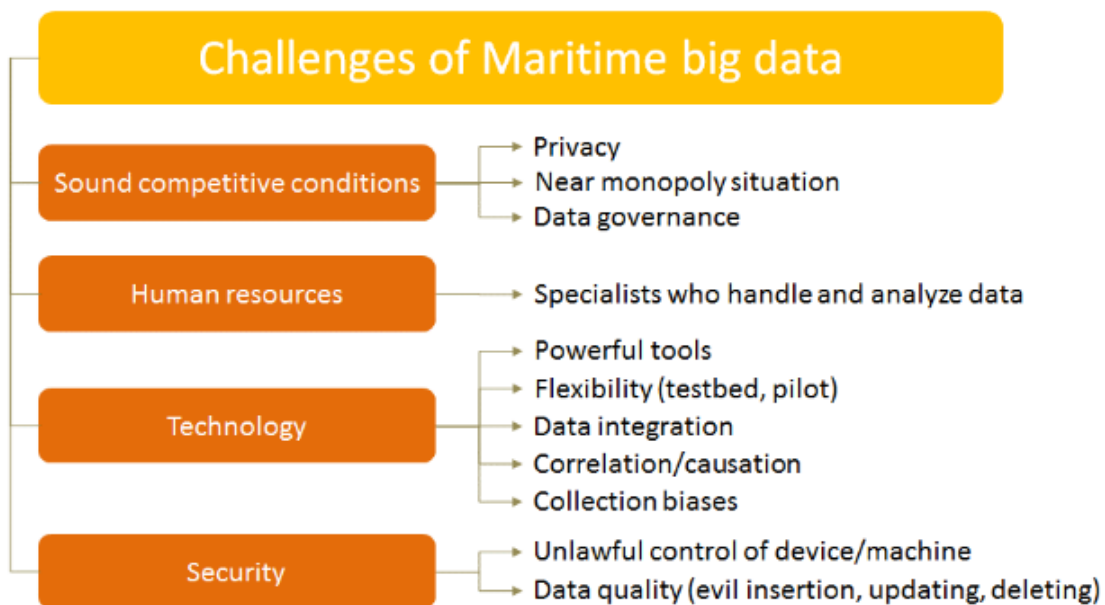 Challenges of Maritime big data
Sound competitive conditions
Privacy
Near monopoly situation
Data governance
Human resources
Specialists who handle and analyze data
Technology
Powerful tools
Flexibility (testbed, pilot)
Data integration
Correlation/causation
Collection biases
Security
Unlawful control of device/machine
Data quality (evil insertion, updating, deleting)